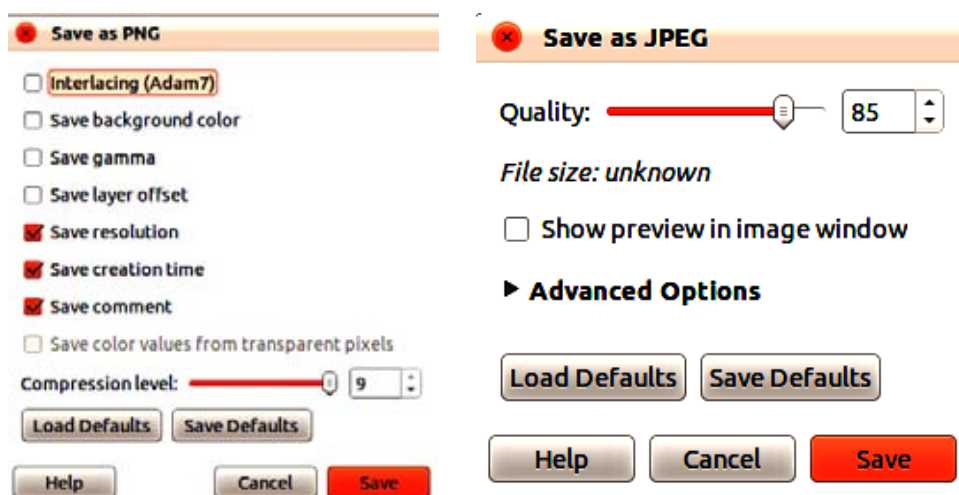 Save as PNG
Interlacing (Adam7)
Save background color
Save gamma
Save layer offset
Save resolution
Save creation time
Save comment
Save color values from transparent pixels
Compression level: 9
Load Defaults Save Defaults
Help Cancel Save
Save as JPEG
Quality: 85
File size: unknown
Show preview in image window
Advanced Options
Load Defaults Save Defaults
Help Cancel Save